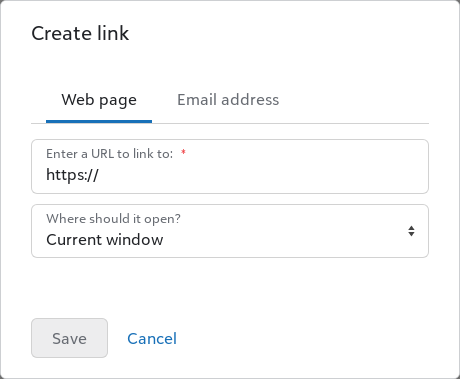 Create link
Web page Email address
Enter a URL to link to: *
https://
Where should it open?
Current window
Save Cancel